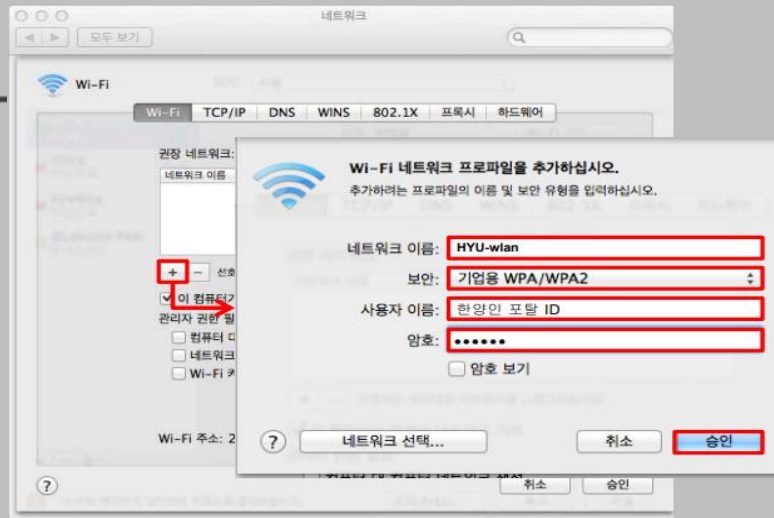 네트워크
모두 보기
Wi-Fi
Wi-Fi TCP/IP DNS WINS 802.1X 프록시 하드웨어
권장 네트워크:
네트워크 이름
+ − 선호
이 컴퓨터가
관리자 권한 필
컴퓨터
네트워크
Wi-Fi
Wi-Fi 주소: 2
? 취소 승인
Wi-Fi 네트워크 프로파일을 추가하십시오.
추가하려는 프로파일의 이름 및 보안 유형을 입력하십시오.
네트워크 이름: HYU-wlan
보안: 기업용 WPA/WPA2
사용자 이름: 한양인 포탈 ID
암호: ••••••
암호 보기
? 네트워크 선택... 취소 승인